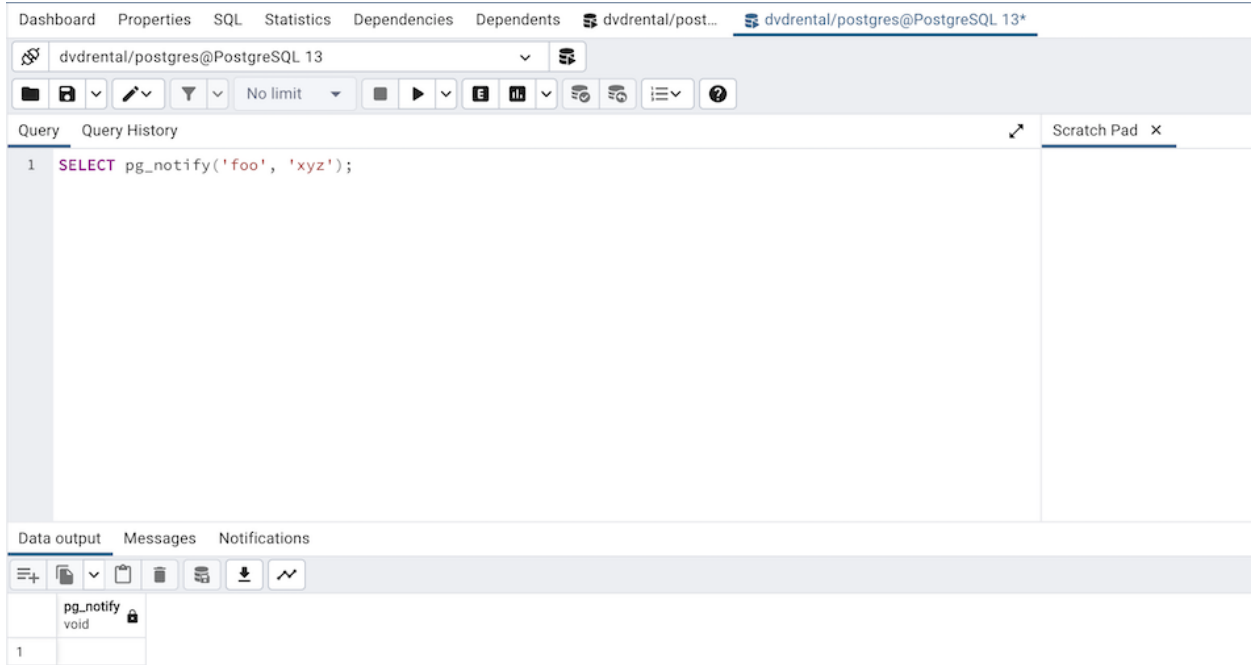 Dashboard Properties SQL Statistics Dependencies Dependents dvdrental/post... dvdrental/postgres@PostgreSQL 13*
dvdrental/postgres@PostgreSQL 13
No limit E ?
Query Query History Scratch Pad
1 SELECT pg_notify('foo', 'xyz');
Data output Messages Notifications
pg_notify
void
1